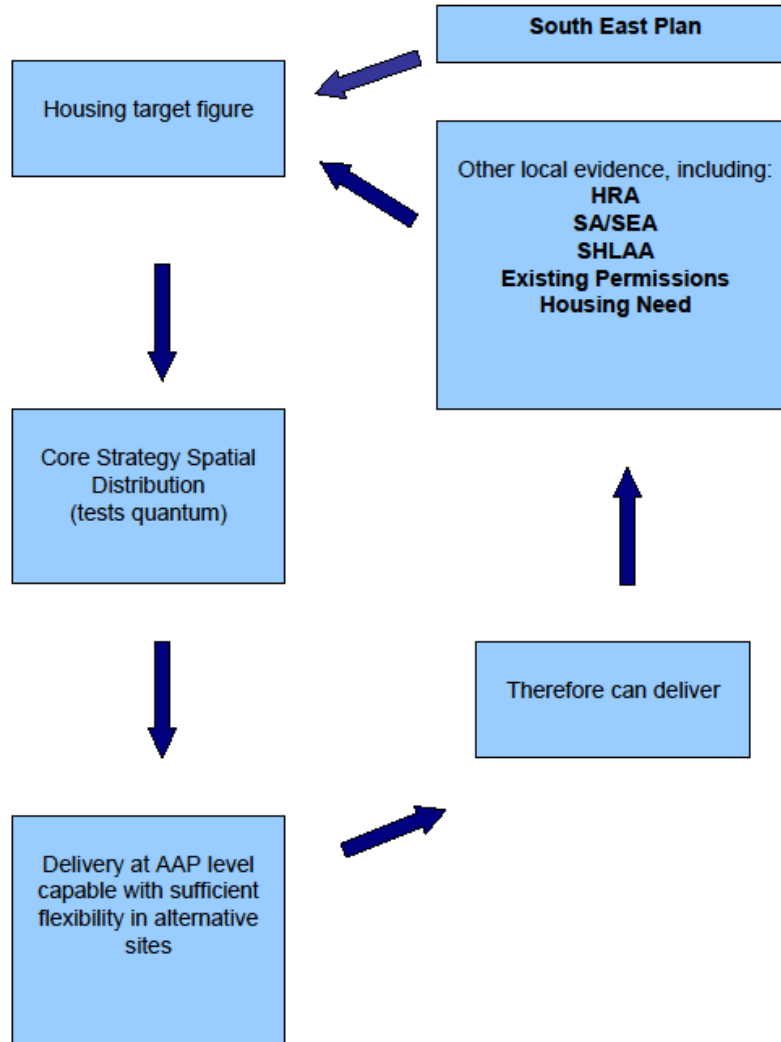 South East Plan
Housing target figure
Other local evidence, including:
HRA
SA/SEA
SHLAA
Existing Permissions
Housing Need
Core Strategy Spatial
Distribution
(tests quantum)
Therefore can deliver
Delivery at AAP level
capable with sufficient
flexibility in alternative
sites